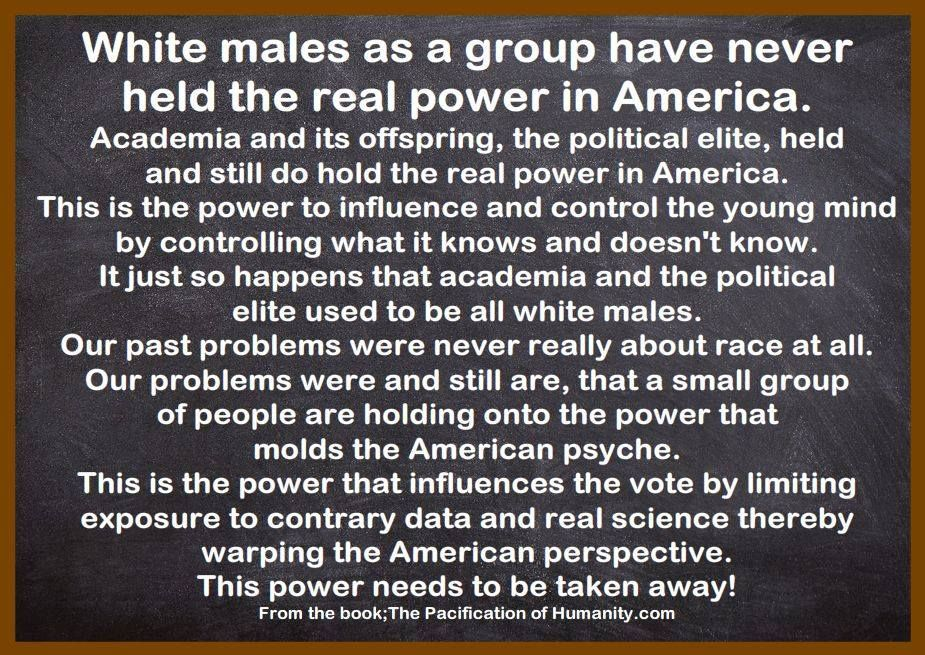 White males as a group have never
held the real power in America.
Academia and its offspring, the political elite, held
and still do hold the real power in America.
This is the power to influence and control the young mind
by controlling what it knows and doesn't know.
It just so happens that academia and the political
elite used to be all white males.
Our past problems were never really about race at all.
Our problems were and still are, that a small group
of people are holding onto the power that
molds the American psyche.
This is the power that influences the vote by limiting
exposure to contrary data and real science thereby
warping the American perspective.
This power needs to be taken away!
From the book;The Pacification of Humanity.com